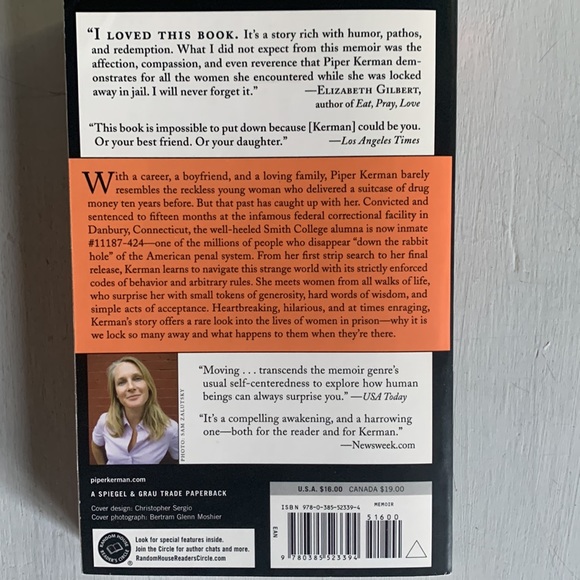 “I LOVED THIS BOOK. It’s a story rich with humor, pathos,
and redemption. What I did not expect from this memoir was the
affection, compassion, and even reverence that Piper Kerman dem-
onstrates for all the women she encountered while she was locked
away in jail. I will never forget it.” —ELIZABETH GILBERT,
author of Eat, Pray, Love
“This book is impossible to put down because [Kerman] could be you.
Or your best friend. Or your daughter.” —Los Angeles Times
With a career, a boyfriend, and a loving family, Piper Kerman barely
resembles the reckless young woman who delivered a suitcase of drug
money ten years before. But that past has caught up with her. Convicted and
sentenced to fifteen months at the infamous federal correctional facility in
Danbury, Connecticut, the well-heeled Smith College alumna is now inmate
#11187-424—one of the millions of people who disappear “down the rabbit
hole” of the American penal system. From her first strip search to her final
release, Kerman learns to navigate this strange world with its strictly enforced
codes of behavior and arbitrary rules. She meets women from all walks of life,
who surprise her with small tokens of generosity, hard words of wisdom, and
simple acts of acceptance. Heartbreaking, hilarious, and at times enraging,
Kerman’s story offers a rare look into the lives of women in prison—why it is
we lock so many away and what happens to them when they’re there.
PHOTO: SAM ZALUTSKY
“Moving . . . transcends the memoir genre’s
usual self-centeredness to explore how human
beings can always surprise you.” —USA Today
“It’s a compelling awakening, and a harrowing
one—both for the reader and for Kerman.”
—Newsweek.com
piperkerman.com
A SPIEGEL & GRAU TRADE PAPERBACK
Cover design: Christopher Sergio
Cover photograph: Bertram Glenn Moshier
RANDOM HOUSE
READER'S CIRCLE
Look for special features inside.
Join the Circle for author chats and more.
RandomHouseReadersCircle.com
U.S.A. $16.00 CANADA $19.00
ISBN 978-0-385-52339-4 MEMOIR
51600
EAN
9 780385 523394